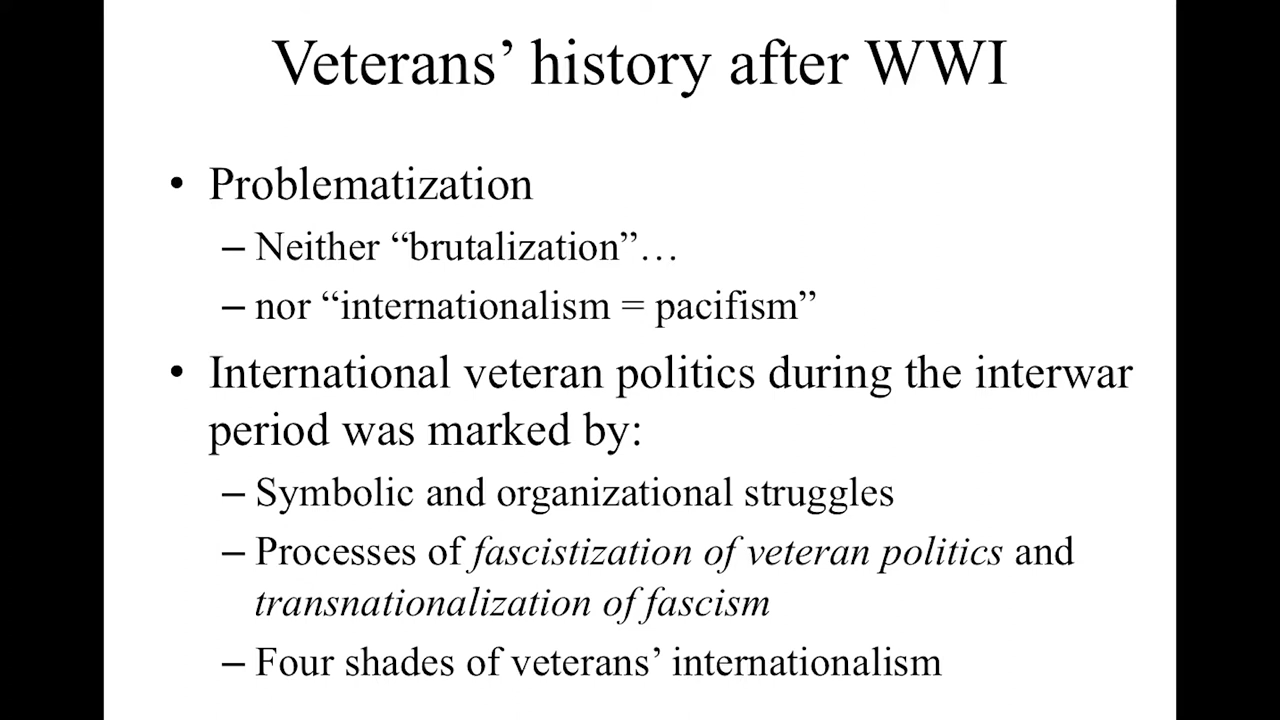 Veterans’ history after WWI
• Problematization
– Neither “brutalization”…
– nor “internationalism = pacifism”
• International veteran politics during the interwar
period was marked by:
– Symbolic and organizational struggles
– Processes of fascistization of veteran politics and
transnationalization of fascism
– Four shades of veterans’ internationalism